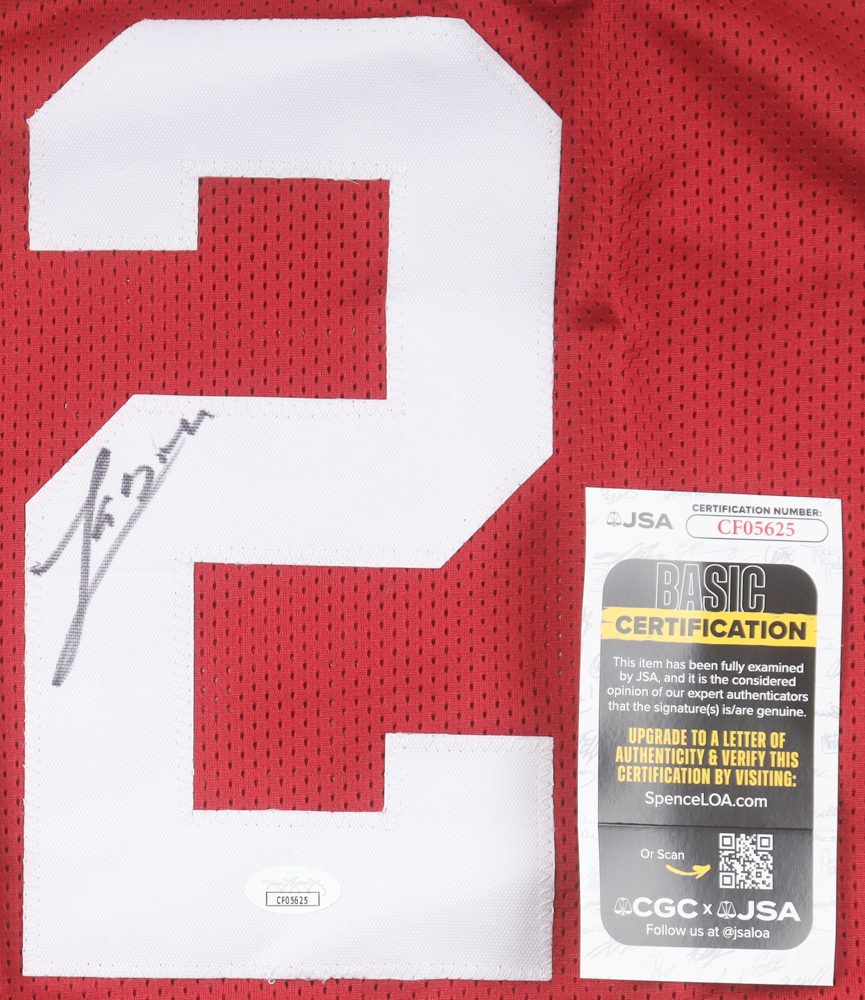 2
JSA
CERTIFICATION NUMBER:
CF05625
BASIC
CERTIFICATION
This item has been fully examined
by JSA, and it is the considered
opinion of our expert authenticators
that the signature(s) is/are genuine.
UPGRADE TO A LETTER OF
AUTHENTICITY & VERIFY THIS
CERTIFICATION BY VISITING:
SpenceLOA.com
Or Scan
CGC x JSA
Follow us at @jsaloa
CF05625